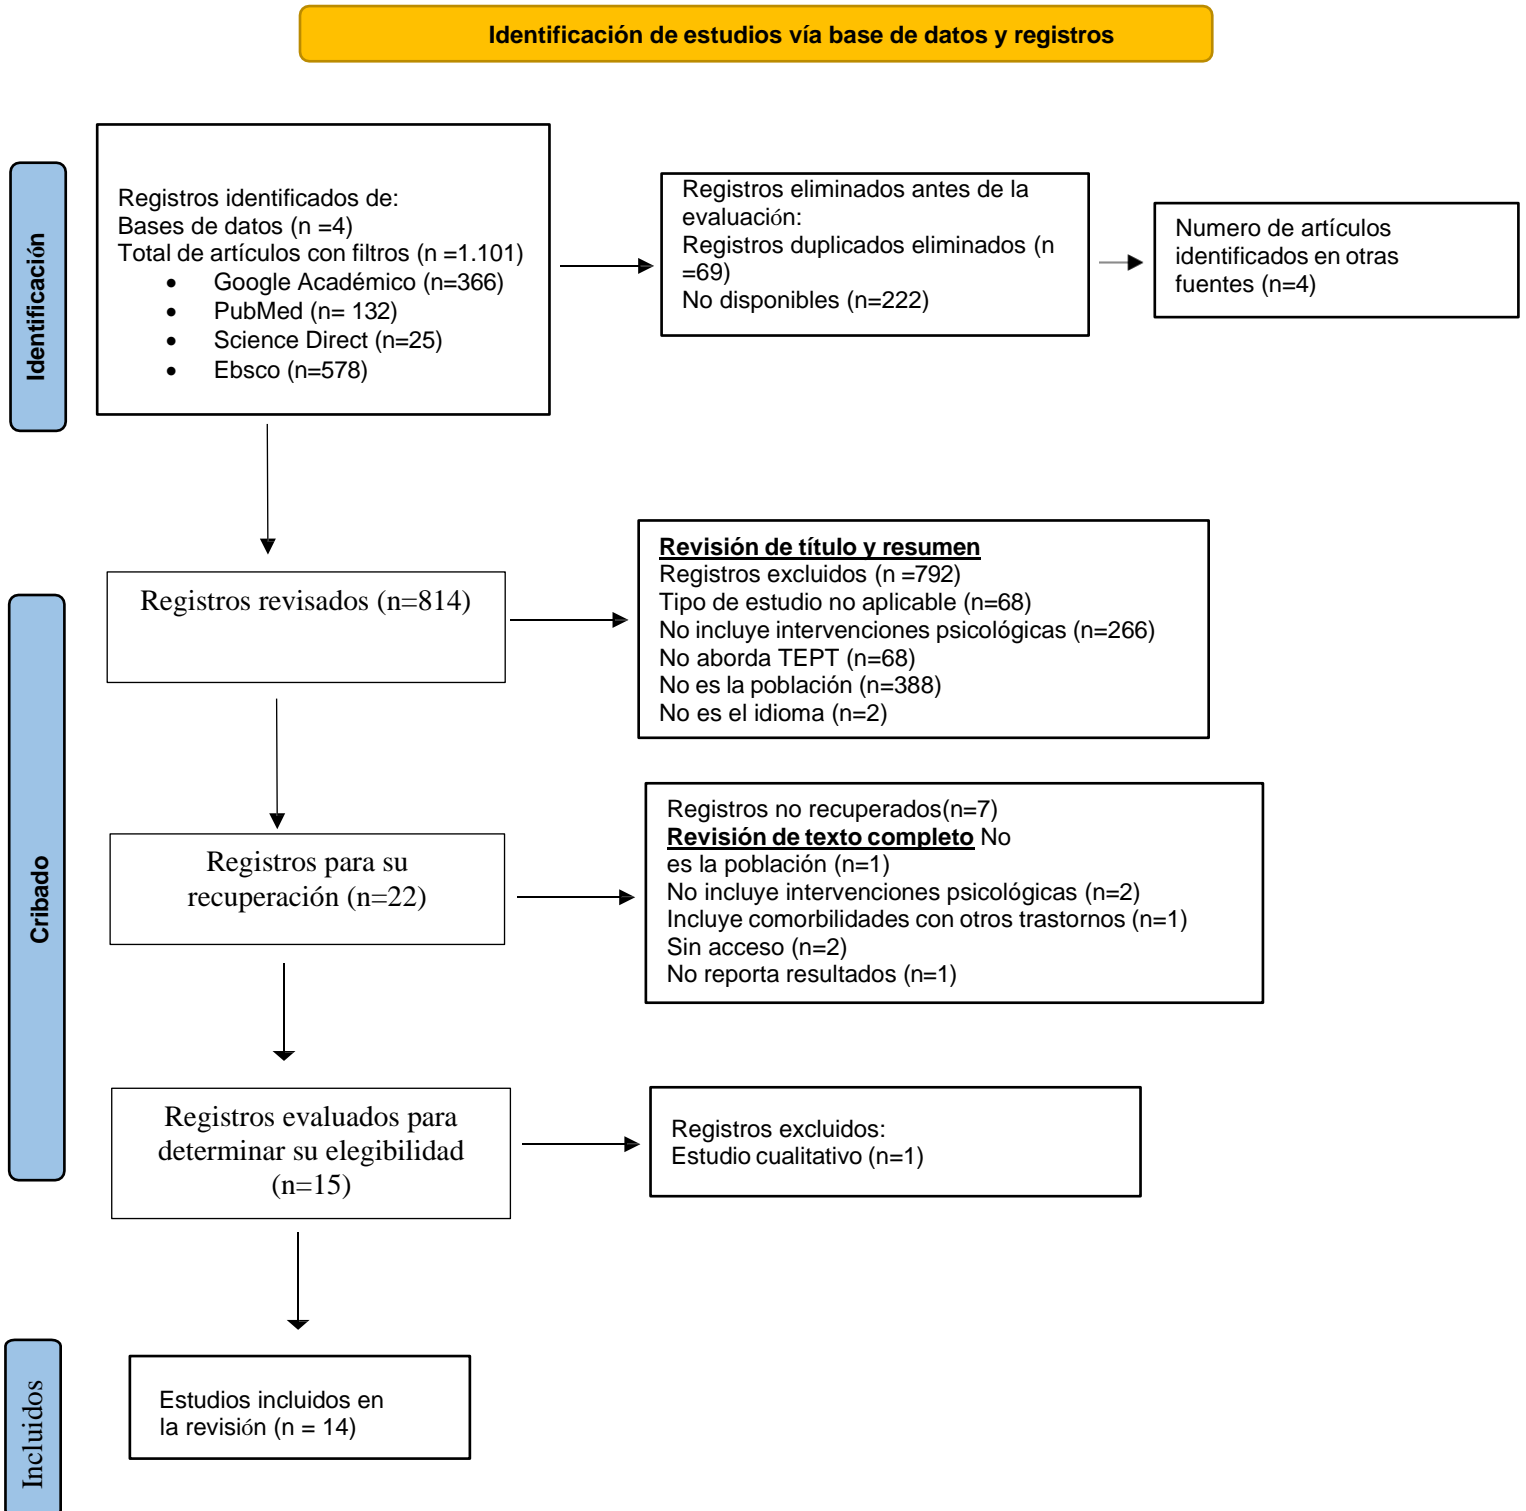 Identificación de estudios vía base de datos y registros
Identificación
Registros identificados de:
Bases de datos (n =4)
Total de artículos con filtros (n =1.101)
• Google Académico (n=366)
• PubMed (n= 132)
• Science Direct (n=25)
• Ebsco (n=578)
Registros eliminados antes de la
evaluación:
Registros duplicados eliminados (n
=69)
No disponibles (n=222)
Numero de artículos
identificados en otras
fuentes (n=4)
Cribado
Registros revisados (n=814)
Revisión de título y resumen
Registros excluidos (n =792)
Tipo de estudio no aplicable (n=68)
No incluye intervenciones psicológicas (n=266)
No aborda TEPT (n=68)
No es la población (n=388)
No es el idioma (n=2)
Registros para su
recuperación (n=22)
Registros no recuperados(n=7)
Revisión de texto completo No
es la población (n=1)
No incluye intervenciones psicológicas (n=2)
Incluye comorbilidades con otros trastornos (n=1)
Sin acceso (n=2)
No reporta resultados (n=1)
Registros evaluados para
determinar su elegibilidad
(n=15)
Registros excluidos:
Estudio cualitativo (n=1)
Incluidos
Estudios incluidos en
la revisión (n = 14)